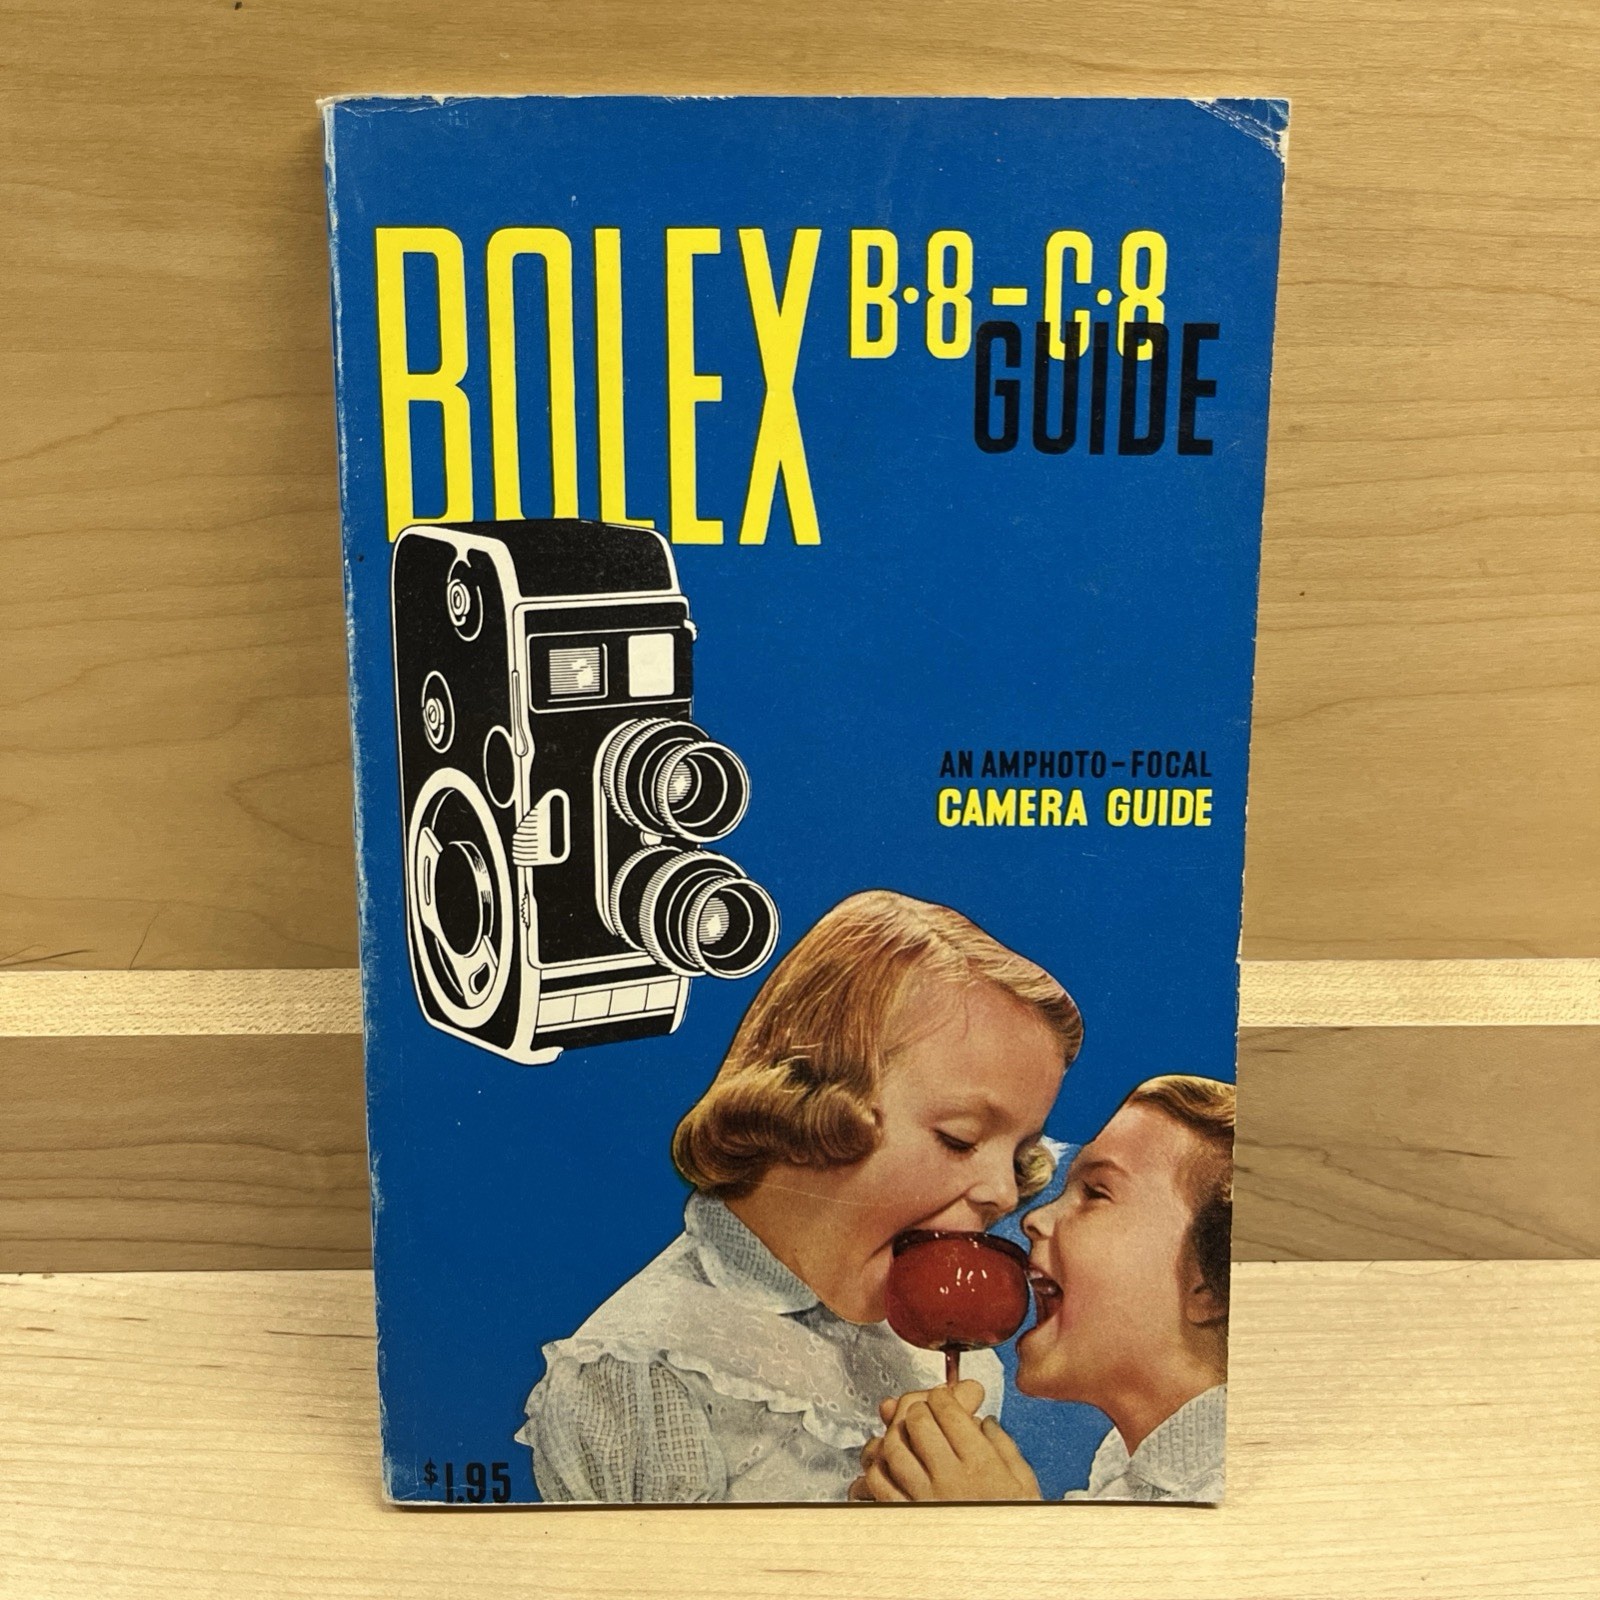 BOLEX B·8-C·8
GUIDE
AN AMPHOTO-FOCAL
CAMERA GUIDE
$1.95